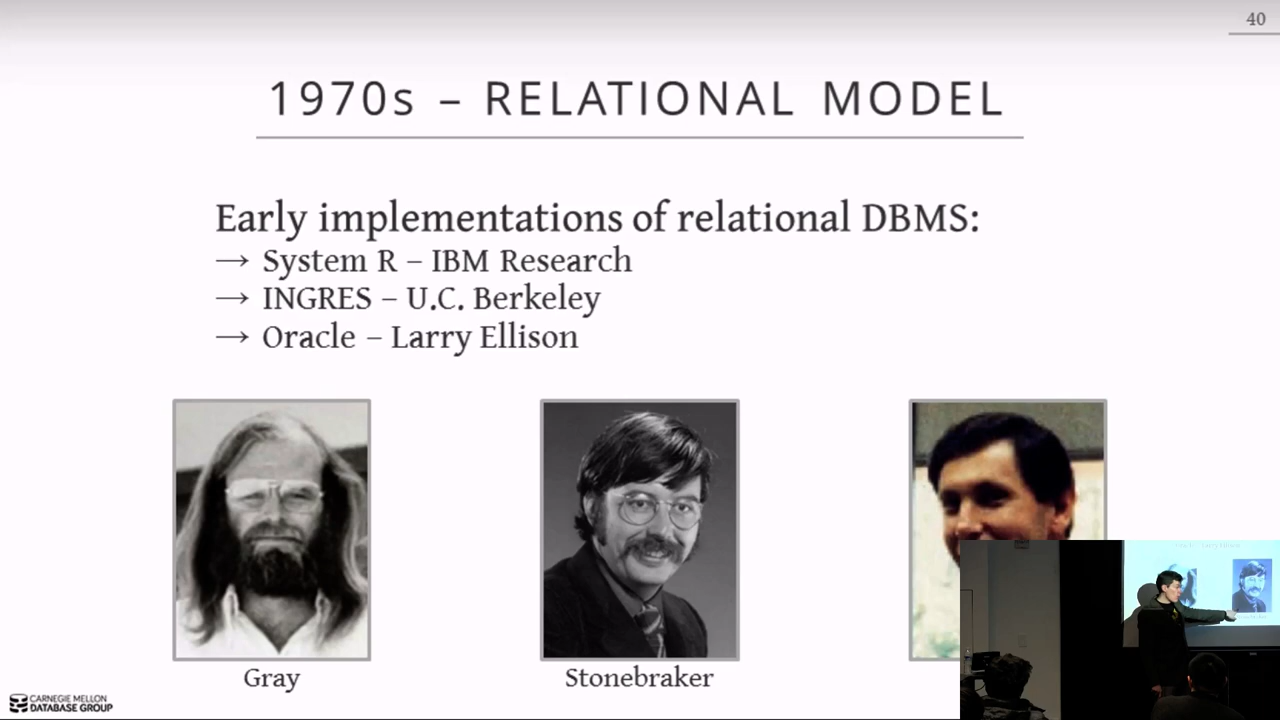 40
1970s – RELATIONAL MODEL
Early implementations of relational DBMS:
→ System R – IBM Research
→ INGRES – U.C. Berkeley
→ Oracle – Larry Ellison
Gray
Stonebraker
CARNEGIE MELLON
DATABASE GROUP